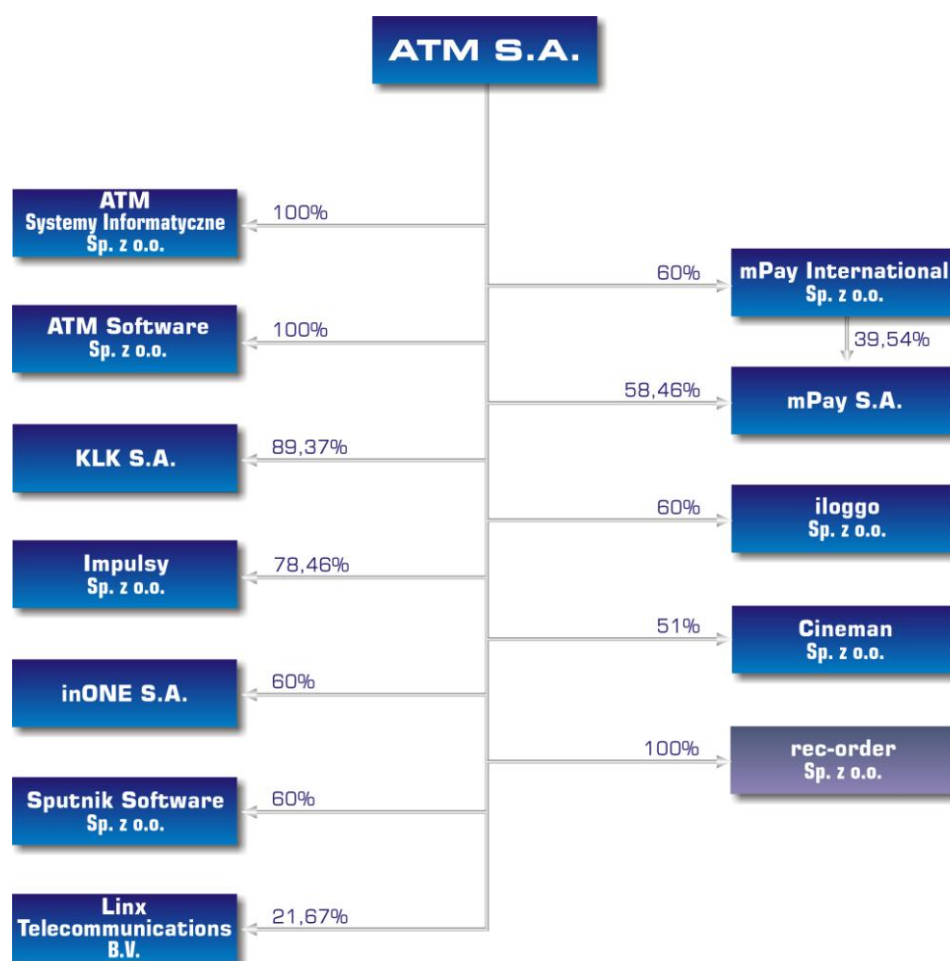 ATM S.A.
ATM
Systemy Informatyczne
Sp. z o.o.
100%
ATM Software
Sp. z o.o.
100%
KLK S.A.
89,37%
Impulsy
Sp. z o.o.
78,46%
inONE S.A.
60%
Sputnik Software
Sp. z o.o.
60%
Linx
Telecommunications
B.V.
21,67%
60%
mPay International
Sp. z o.o.
39,54%
58,46%
mPay S.A.
60%
iloggo
Sp. z o.o.
51%
Cineman
Sp. z o.o.
100%
rec-order
Sp. z o.o.